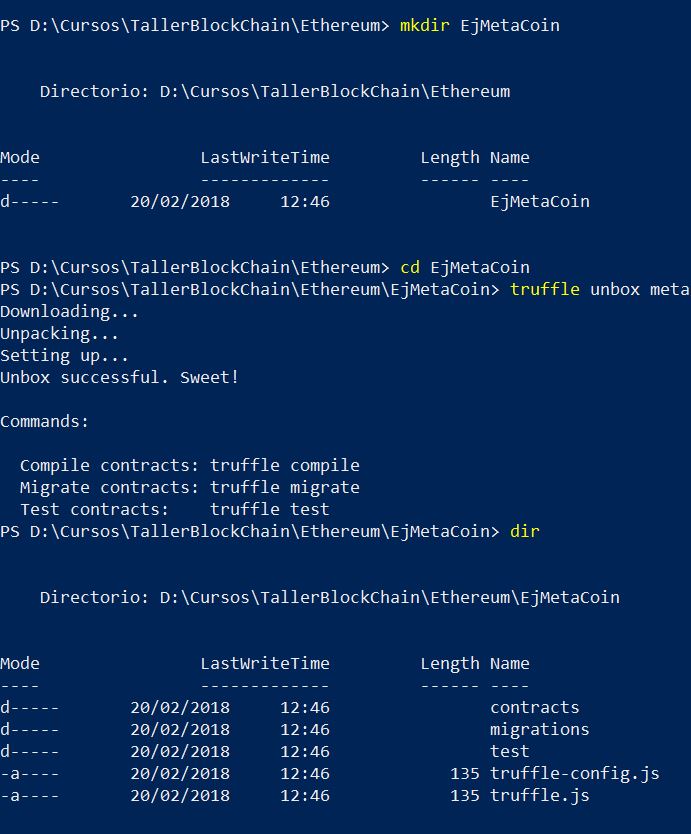 PS D:\Cursos\TallerBlockChain\Ethereum> mkdir EjMetaCoin
Directorio: D:\Cursos\TallerBlockChain\Ethereum
Mode                LastWriteTime         Length Name
----                -------------         ------ ----
d-----       20/02/2018     12:46                EjMetaCoin
PS D:\Cursos\TallerBlockChain\Ethereum> cd EjMetaCoin
PS D:\Cursos\TallerBlockChain\Ethereum\EjMetaCoin> truffle unbox meta
Downloading...
Unpacking...
Setting up...
Unbox successful. Sweet!
Commands:
  Compile contracts: truffle compile
  Migrate contracts: truffle migrate
  Test contracts:    truffle test
PS D:\Cursos\TallerBlockChain\Ethereum\EjMetaCoin> dir
    Directorio: D:\Cursos\TallerBlockChain\Ethereum\EjMetaCoin
Mode                LastWriteTime         Length Name
----                -------------         ------ ----
d-----       20/02/2018     12:46                contracts
d-----       20/02/2018     12:46                migrations
d-----       20/02/2018     12:46                test
-a----       20/02/2018     12:46            135 truffle-config.js
-a----       20/02/2018     12:46            135 truffle.js